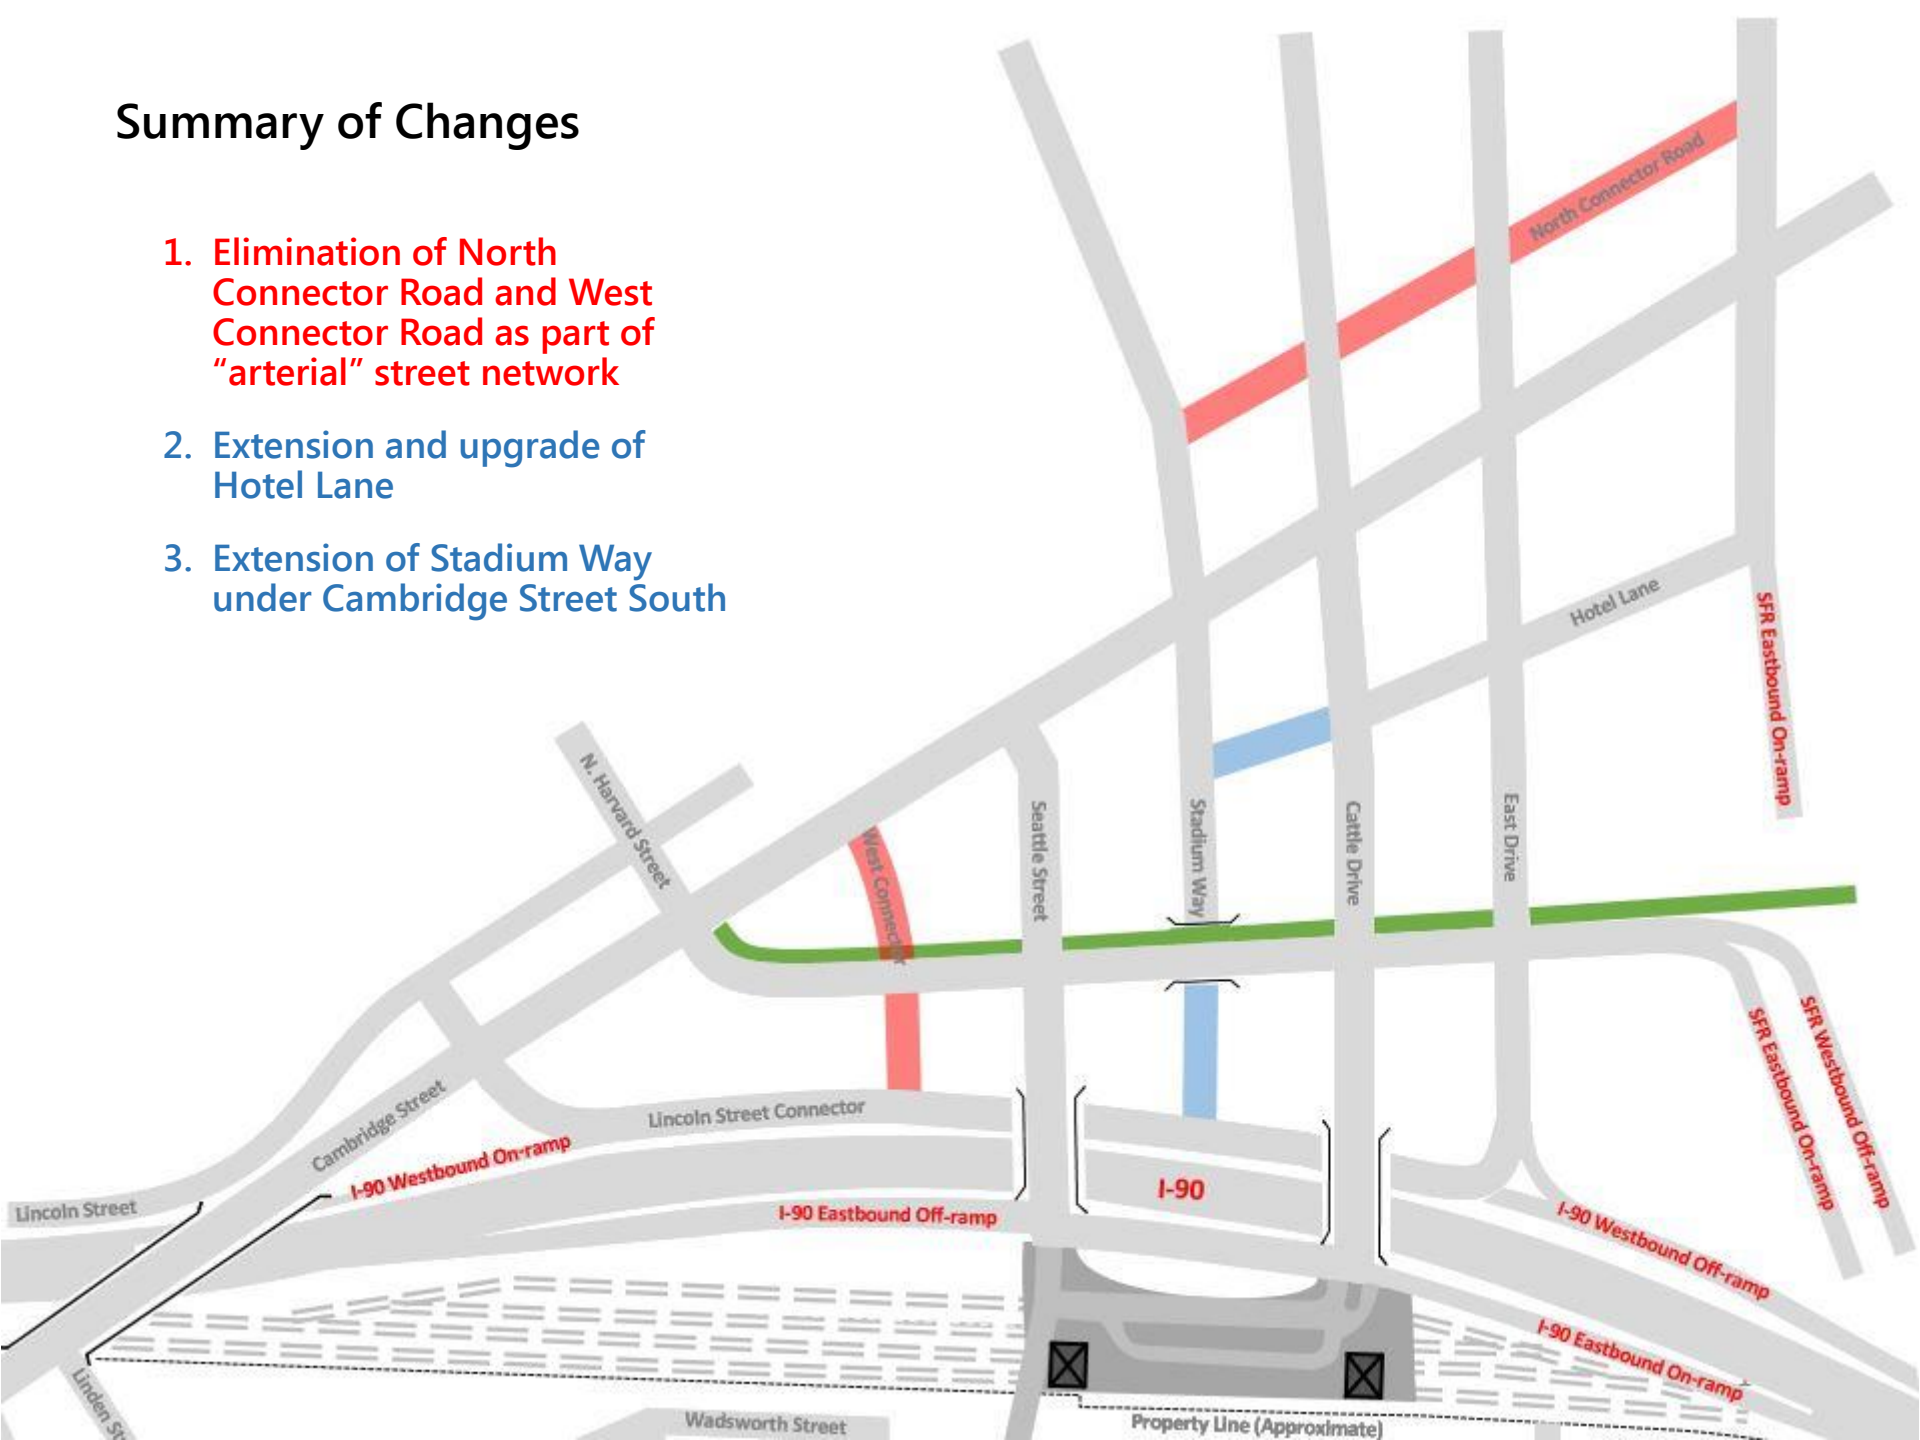 Summary of Changes
1. Elimination of North
Connector Road and West
Connector Road as part of
“arterial” street network
2. Extension and upgrade of
Hotel Lane
3. Extension of Stadium Way
under Cambridge Street South
North Connector Road
Hotel Lane
SFR Eastbound On-ramp
N. Harvard Street
West Connector
Seattle Street
Stadium Way
Cattle Drive
East Drive
SFR Eastbound On-ramp
SFR Westbound Off-ramp
Cambridge Street
Lincoln Street Connector
I-90 Westbound On-ramp
Lincoln Street
I-90 Eastbound Off-ramp
I-90
I-90 Westbound Off-ramp
I-90 Eastbound On-ramp
Linden St
Wadsworth Street
Property Line (Approximate)